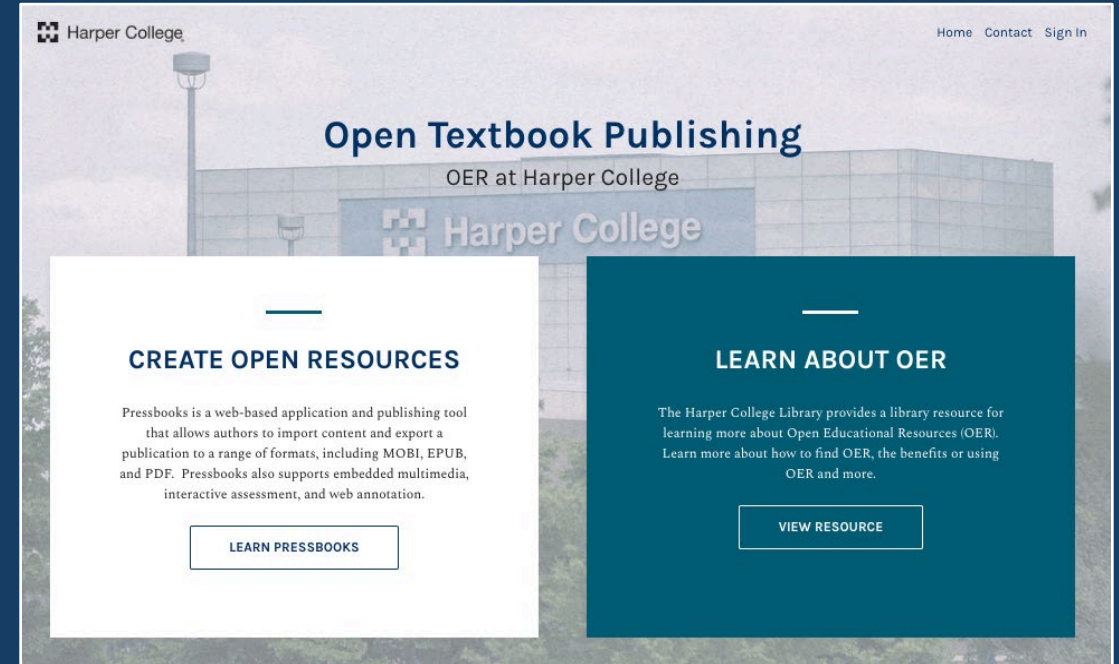 Harper College
Home Contact Sign In
Open Textbook Publishing
OER at Harper College
Harper College
CREATE OPEN RESOURCES
Pressbooks is a web-based application and publishing tool
that allows authors to import content and export a
publication to a range of formats, including MOBI, EPUB,
and PDF. Pressbooks also supports embedded multimedia,
interactive assessment, and web annotation.
LEARN PRESSBOOKS
LEARN ABOUT OER
The Harper College Library provides a library resource for
learning more about Open Educational Resources (OER).
Learn more about how to find OER, the benefits or using
OER and more.
VIEW RESOURCE